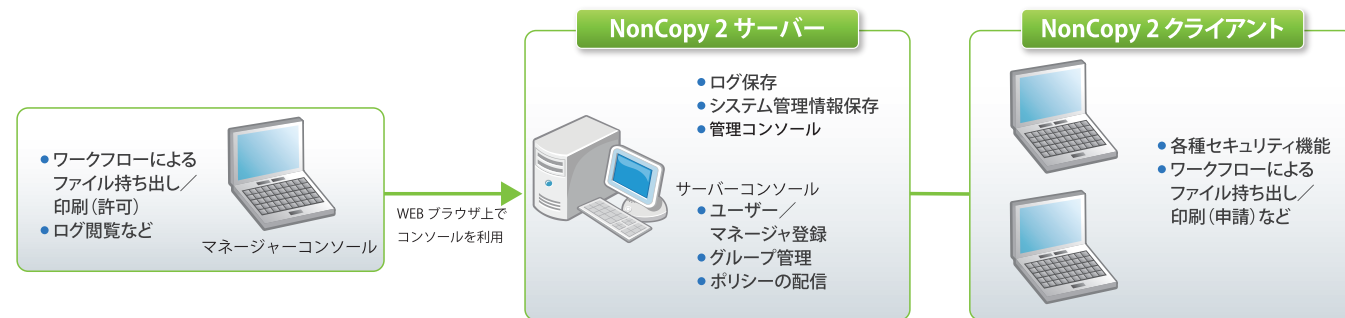 ● ワークフローによる
ファイル持ち出し／
印刷（許可）
● ログ閲覧など
マネージャーコンソール
WEB ブラウザ上で
コンソールを利用
NonCopy 2 サーバー
● ログ保存
● システム管理情報保存
● 管理コンソール
サーバーコンソール
● ユーザー／
マネージャ登録
● グループ管理
● ポリシーの配信
NonCopy 2 クライアント
● 各種セキュリティ機能
● ワークフローによる
ファイル持ち出し／
印刷（申請）など